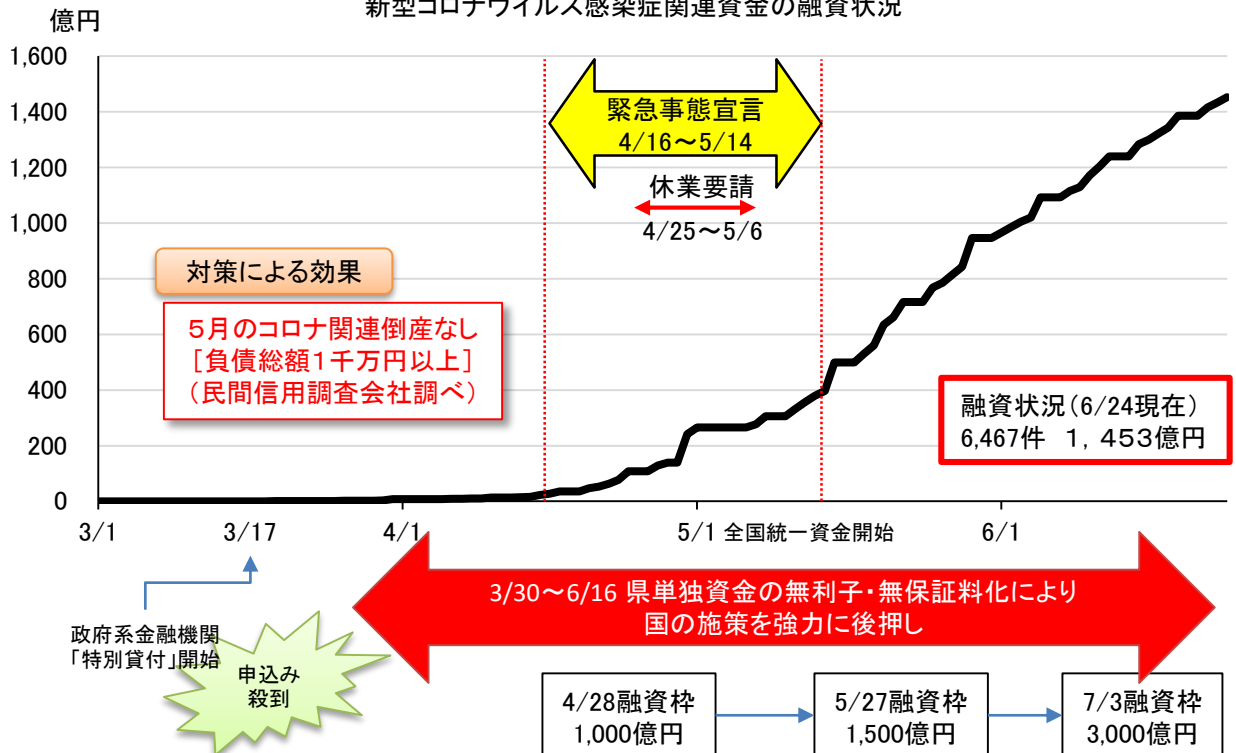 新型コロナウイルス感染症関連資金の融資状況
億円
1,600
1,400
1,200
1,000
800
600
400
200
0
緊急事態宣言
4/16～5/14
休業要請
4/25～5/6
対策による効果
５月のコロナ関連倒産なし
［負債総額１千万円以上］
（民間信用調査会社調べ）
融資状況（6/24現在）
6,467件　1，453億円
3/1
3/17
4/1
5/1 全国統一資金開始
6/1
3/30～6/16 県単独資金の無利子・無保証料化により
国の施策を強力に後押し
政府系金融機関
「特別貸付」開始
申込み
殺到
4/28融資枠
1,000億円
5/27融資枠
1,500億円
7/3融資枠
3,000億円